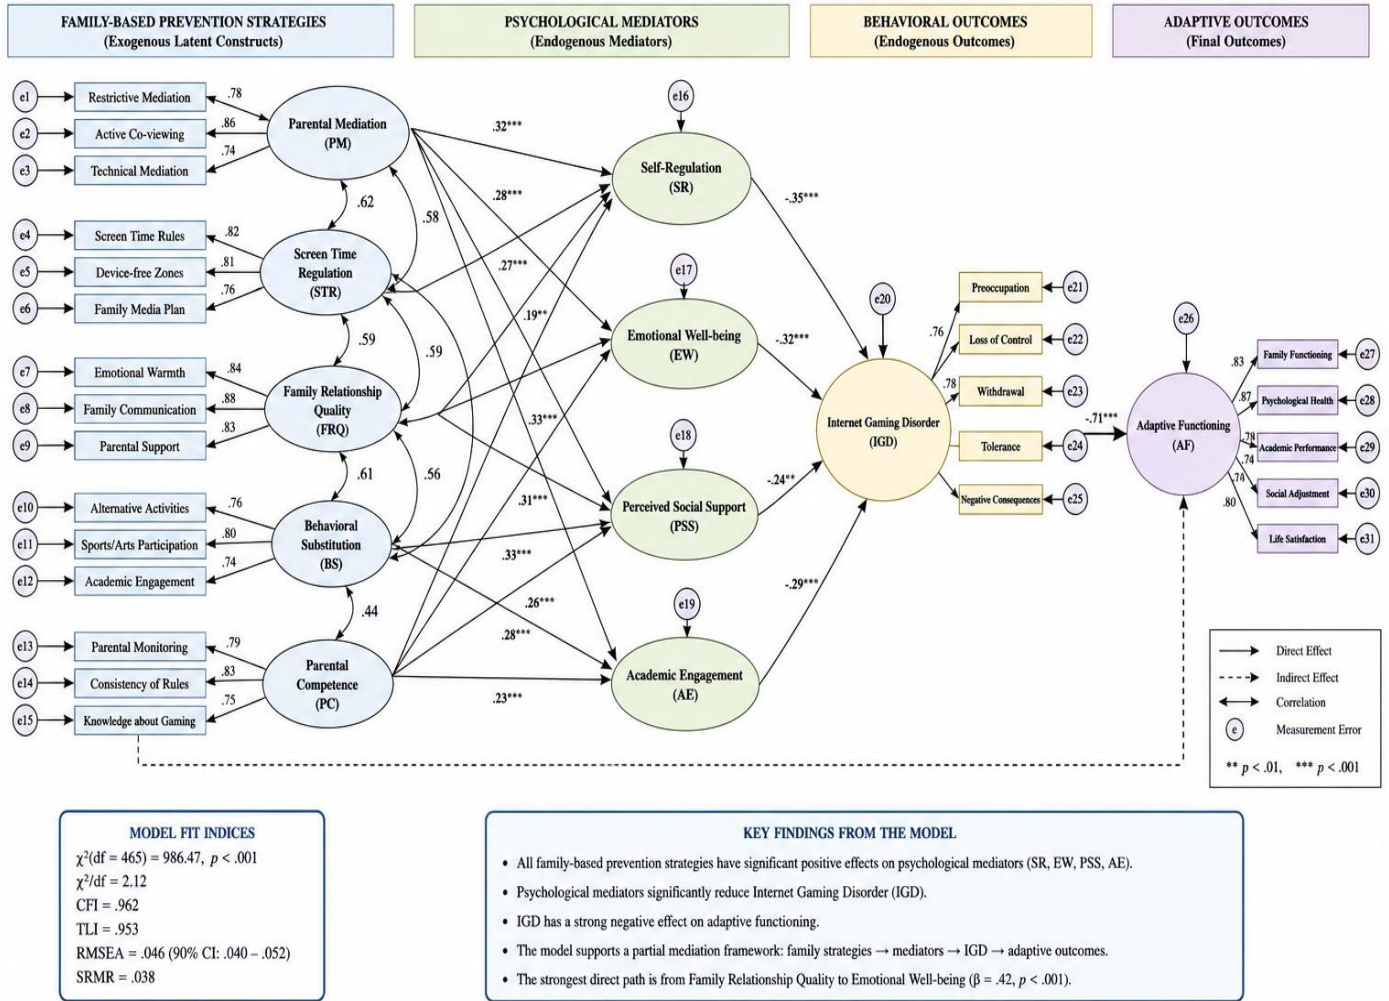 FAMILY-BASED PREVENTION STRATEGIES
(Exogenous Latent Constructs)
PSYCHOLOGICAL MEDIATORS
(Endogenous Mediators)
BEHAVIORAL OUTCOMES
(Endogenous Outcomes)
ADAPTIVE OUTCOMES
(Final Outcomes)
e1
Restrictive Mediation
.78
e2
Active Co-viewing
.86
e3
Technical Mediation
.74
Parental Mediation
(PM)
.62
.58
e4
Screen Time Rules
.82
e5
Device-free Zones
.81
e6
Family Media Plan
.76
Screen Time
Regulation
(STR)
.59
.59
e7
Emotional Warmth
.84
e8
Family Communication
.88
e9
Parental Support
.83
Family Relationship
Quality
(FRQ)
.61
.56
e10
Alternative Activities
.76
e11
Sports/Arts Participation
.80
e12
Academic Engagement
.74
Behavioral
Substitution
(BS)
.44
e13
Parental Monitoring
.79
e14
Consistency of Rules
.83
e15
Knowledge about Gaming
.75
Parental
Competence
(PC)
.32***
.28***
.27***
.19**
.33***
.31***
.33***
.26***
.28***
.23***
e16
Self-Regulation
(SR)
e17
Emotional Well-being
(EW)
e18
Perceived Social Support
(PSS)
e19
Academic Engagement
(AE)
-.35***
-.32***
-.24**
-.29***
e20
Internet Gaming Disorder
(IGD)
.76
.78
Preoccupation
e21
Loss of Control
e22
Withdrawal
e23
Tolerance
e24
Negative Consequences
e25
-.71***
e26
Adaptive Functioning
(AF)
.83
.87
.78
.74
.74
.80
Family Functioning
e27
Psychological Health
e28
Academic Performance
e29
Social Adjustment
e30
Life Satisfaction
e31
Direct Effect
Indirect Effect
Correlation
e
Measurement Error
** p < .01, *** p < .001
MODEL FIT INDICES
χ²(df = 465) = 986.47, p < .001
χ²/df = 2.12
CFI = .962
TLI = .953
RMSEA = .046 (90% CI: .040 – .052)
SRMR = .038
KEY FINDINGS FROM THE MODEL
• All family-based prevention strategies have significant positive effects on psychological mediators (SR, EW, PSS, AE).
• Psychological mediators significantly reduce Internet Gaming Disorder (IGD).
• IGD has a strong negative effect on adaptive functioning.
• The model supports a partial mediation framework: family strategies → mediators → IGD → adaptive outcomes.
• The strongest direct path is from Family Relationship Quality to Emotional Well-being (β = .42, p < .001).